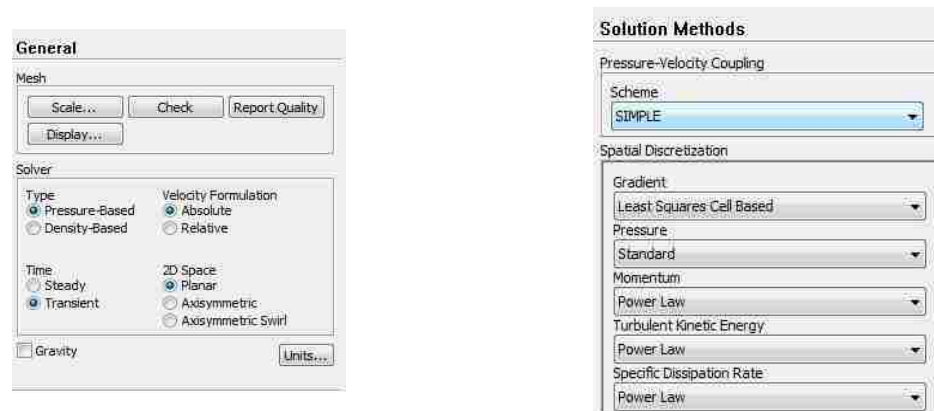 General
Mesh
Scale...
Check
Report Quality
Display...
Solver
Type
Velocity Formulation
Pressure-Based
Absolute
Density-Based
Relative
Time
2D Space
Steady
Planar
Transient
Axisymmetric
Axisymmetric Swirl
Gravity
Units...
Solution Methods
Pressure-Velocity Coupling
Scheme
SIMPLE
Spatial Discretization
Gradient
Least Squares Cell Based
Pressure
Standard
Momentum
Power Law
Turbulent Kinetic Energy
Power Law
Specific Dissipation Rate
Power Law